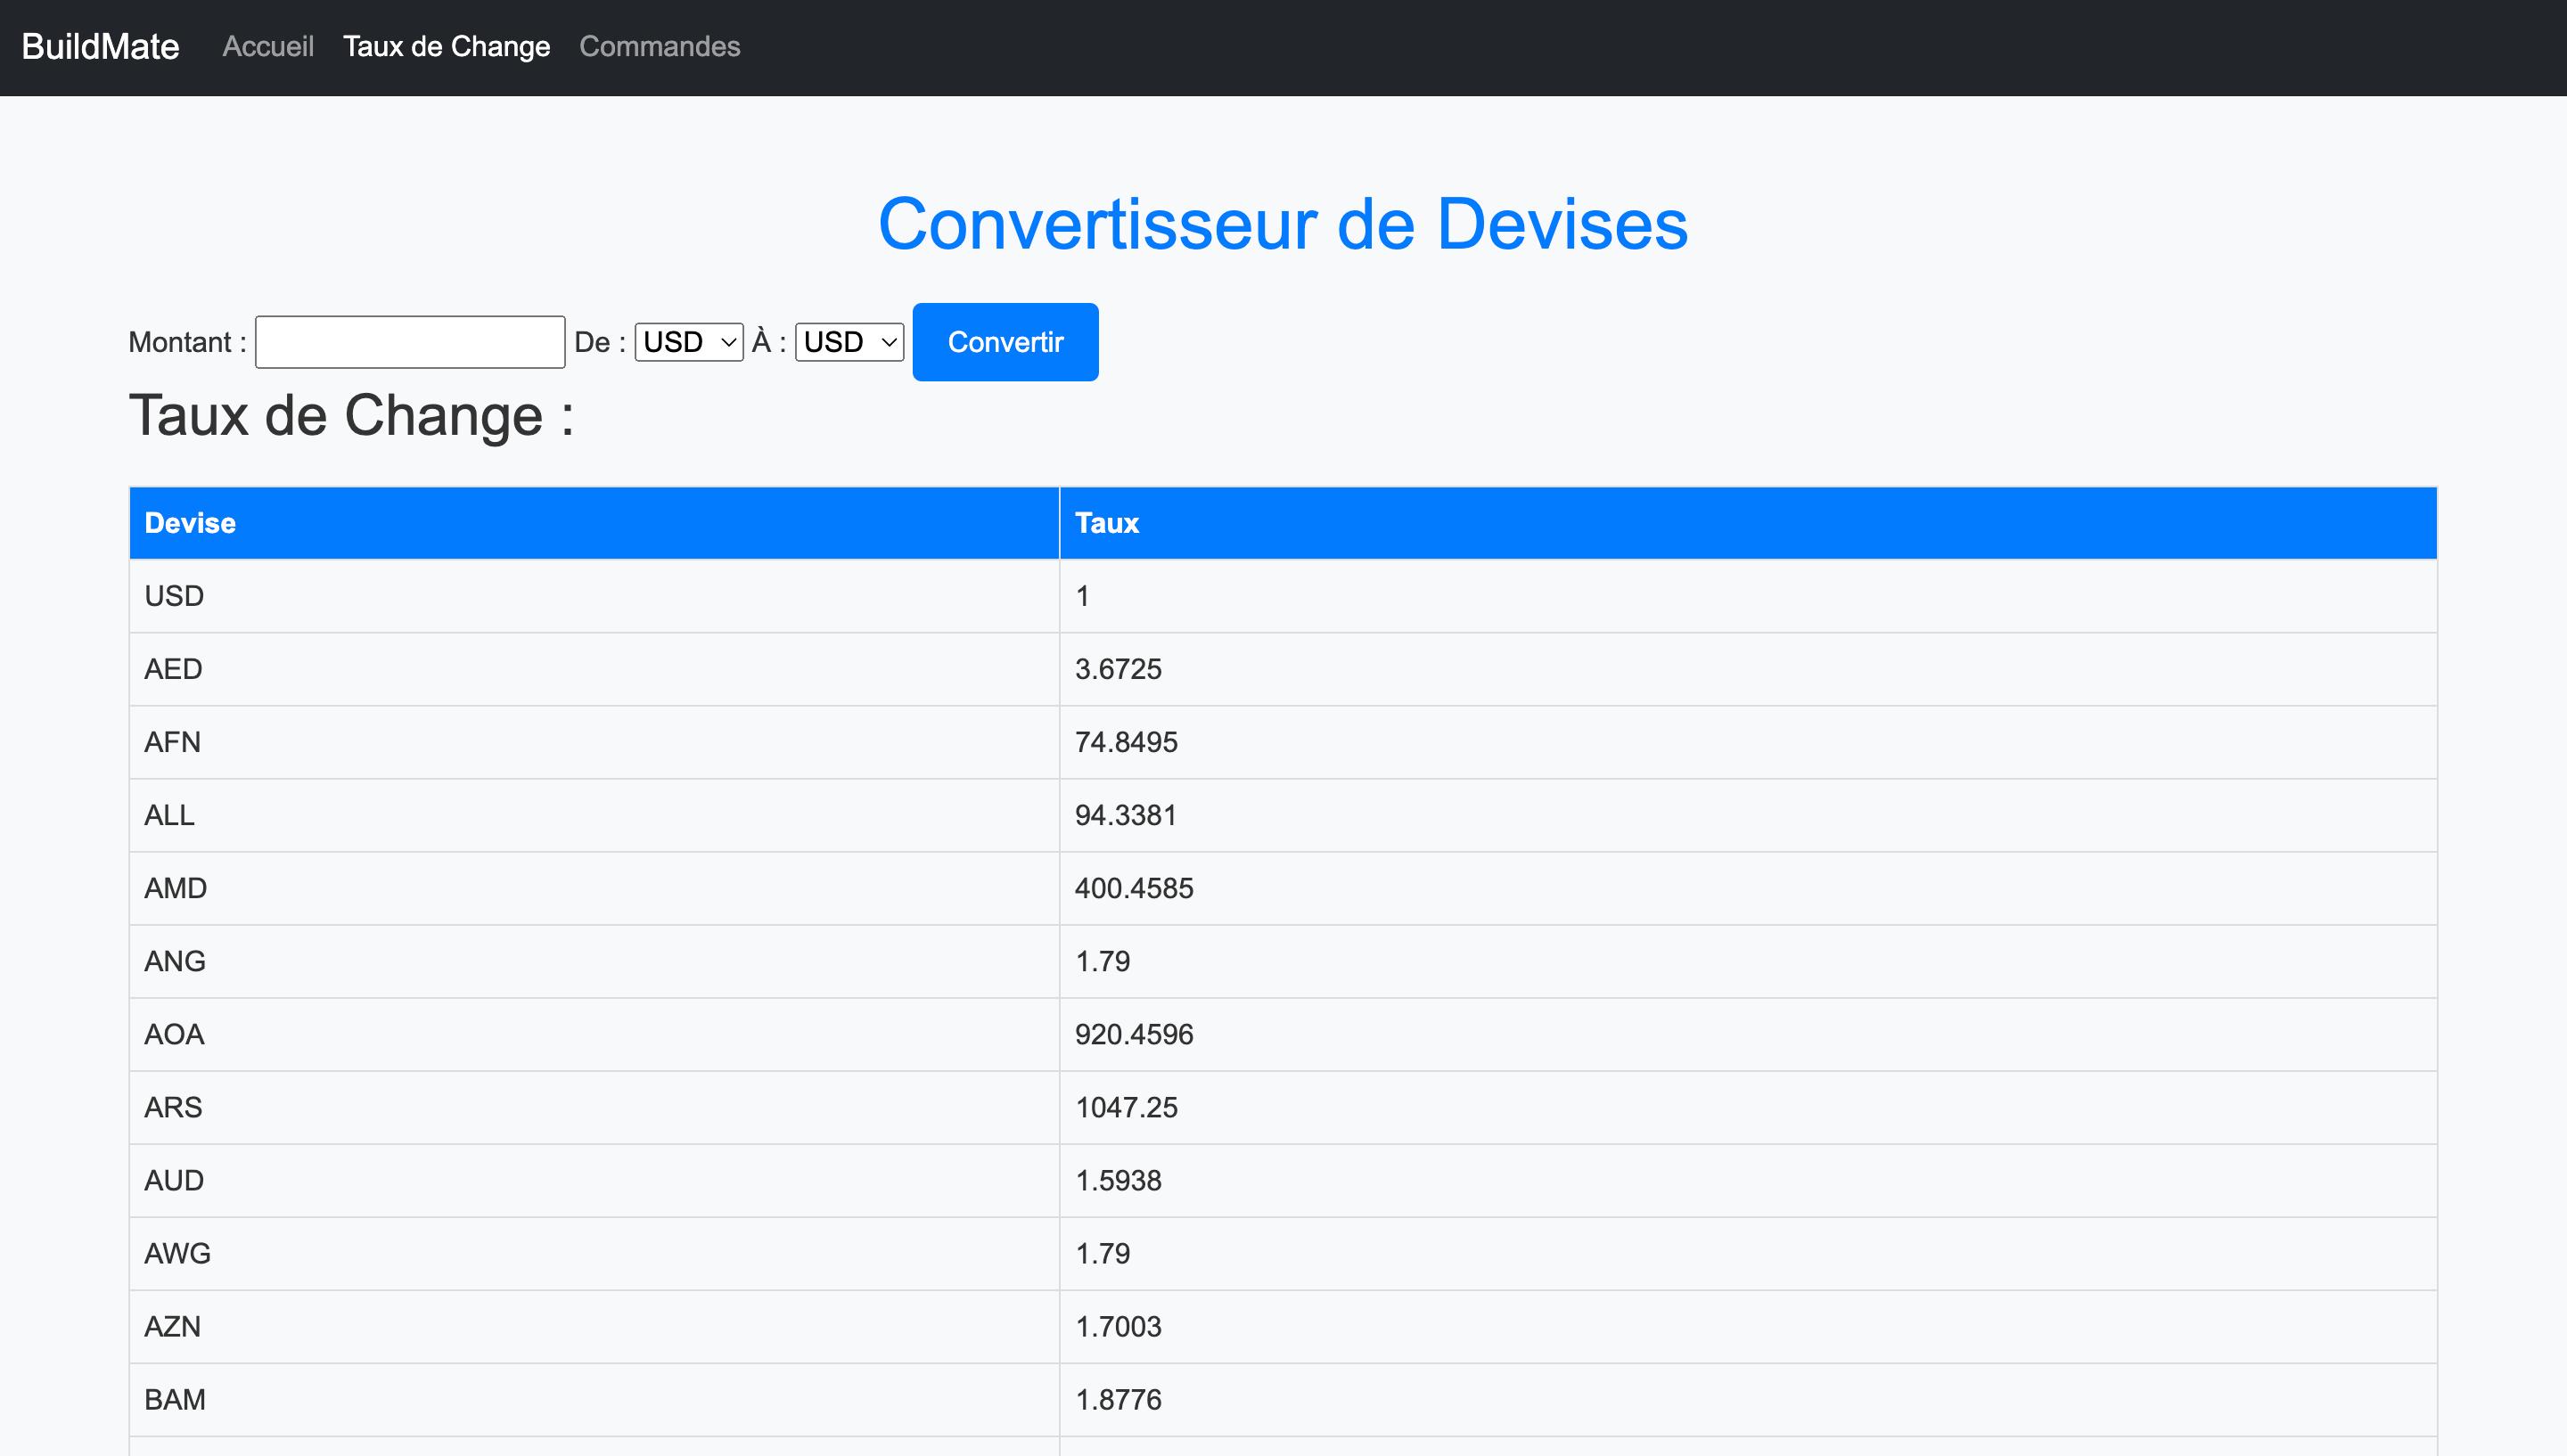 BuildMate Accueil Taux de Change Commandes
Convertisseur de Devises
Montant : De : USD À : USD Convertir
Taux de Change :
Devise Taux
USD 1
AED 3.6725
AFN 74.8495
ALL 94.3381
AMD 400.4585
ANG 1.79
AOA 920.4596
ARS 1047.25
AUD 1.5938
AWG 1.79
AZN 1.7003
BAM 1.8776